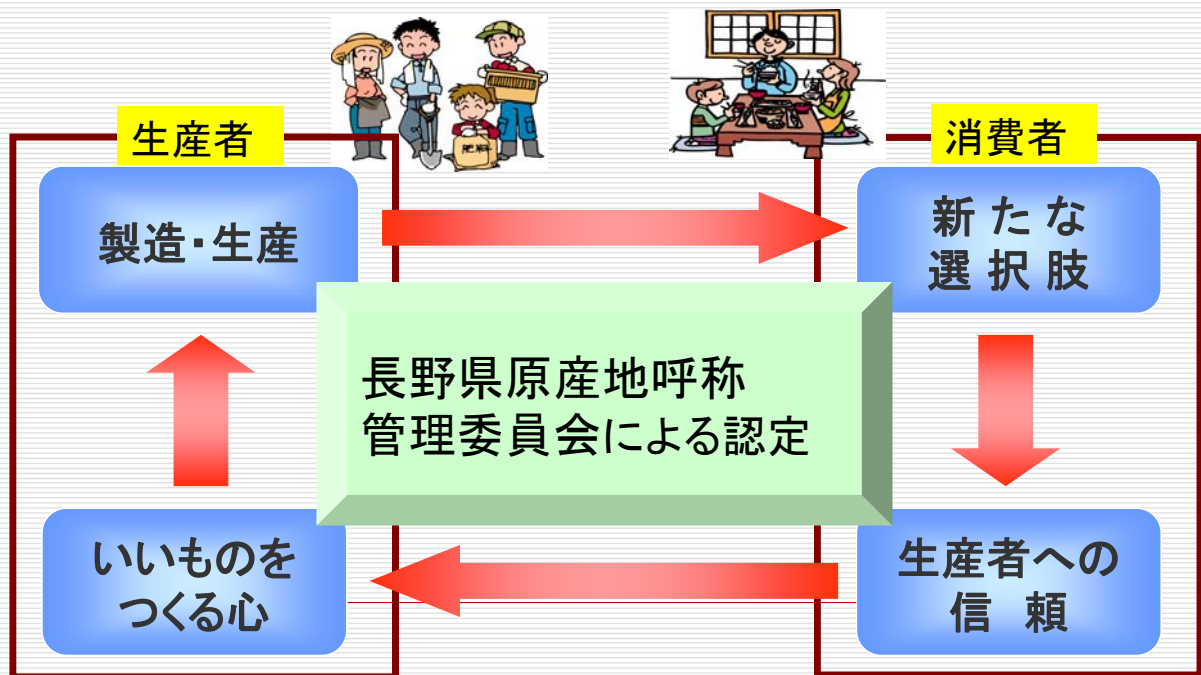 生産者
消費者
製造・生産
新たな
選択肢
長野県原産地呼称
管理委員会による認定
いいものを
つくる心
生産者への
信頼